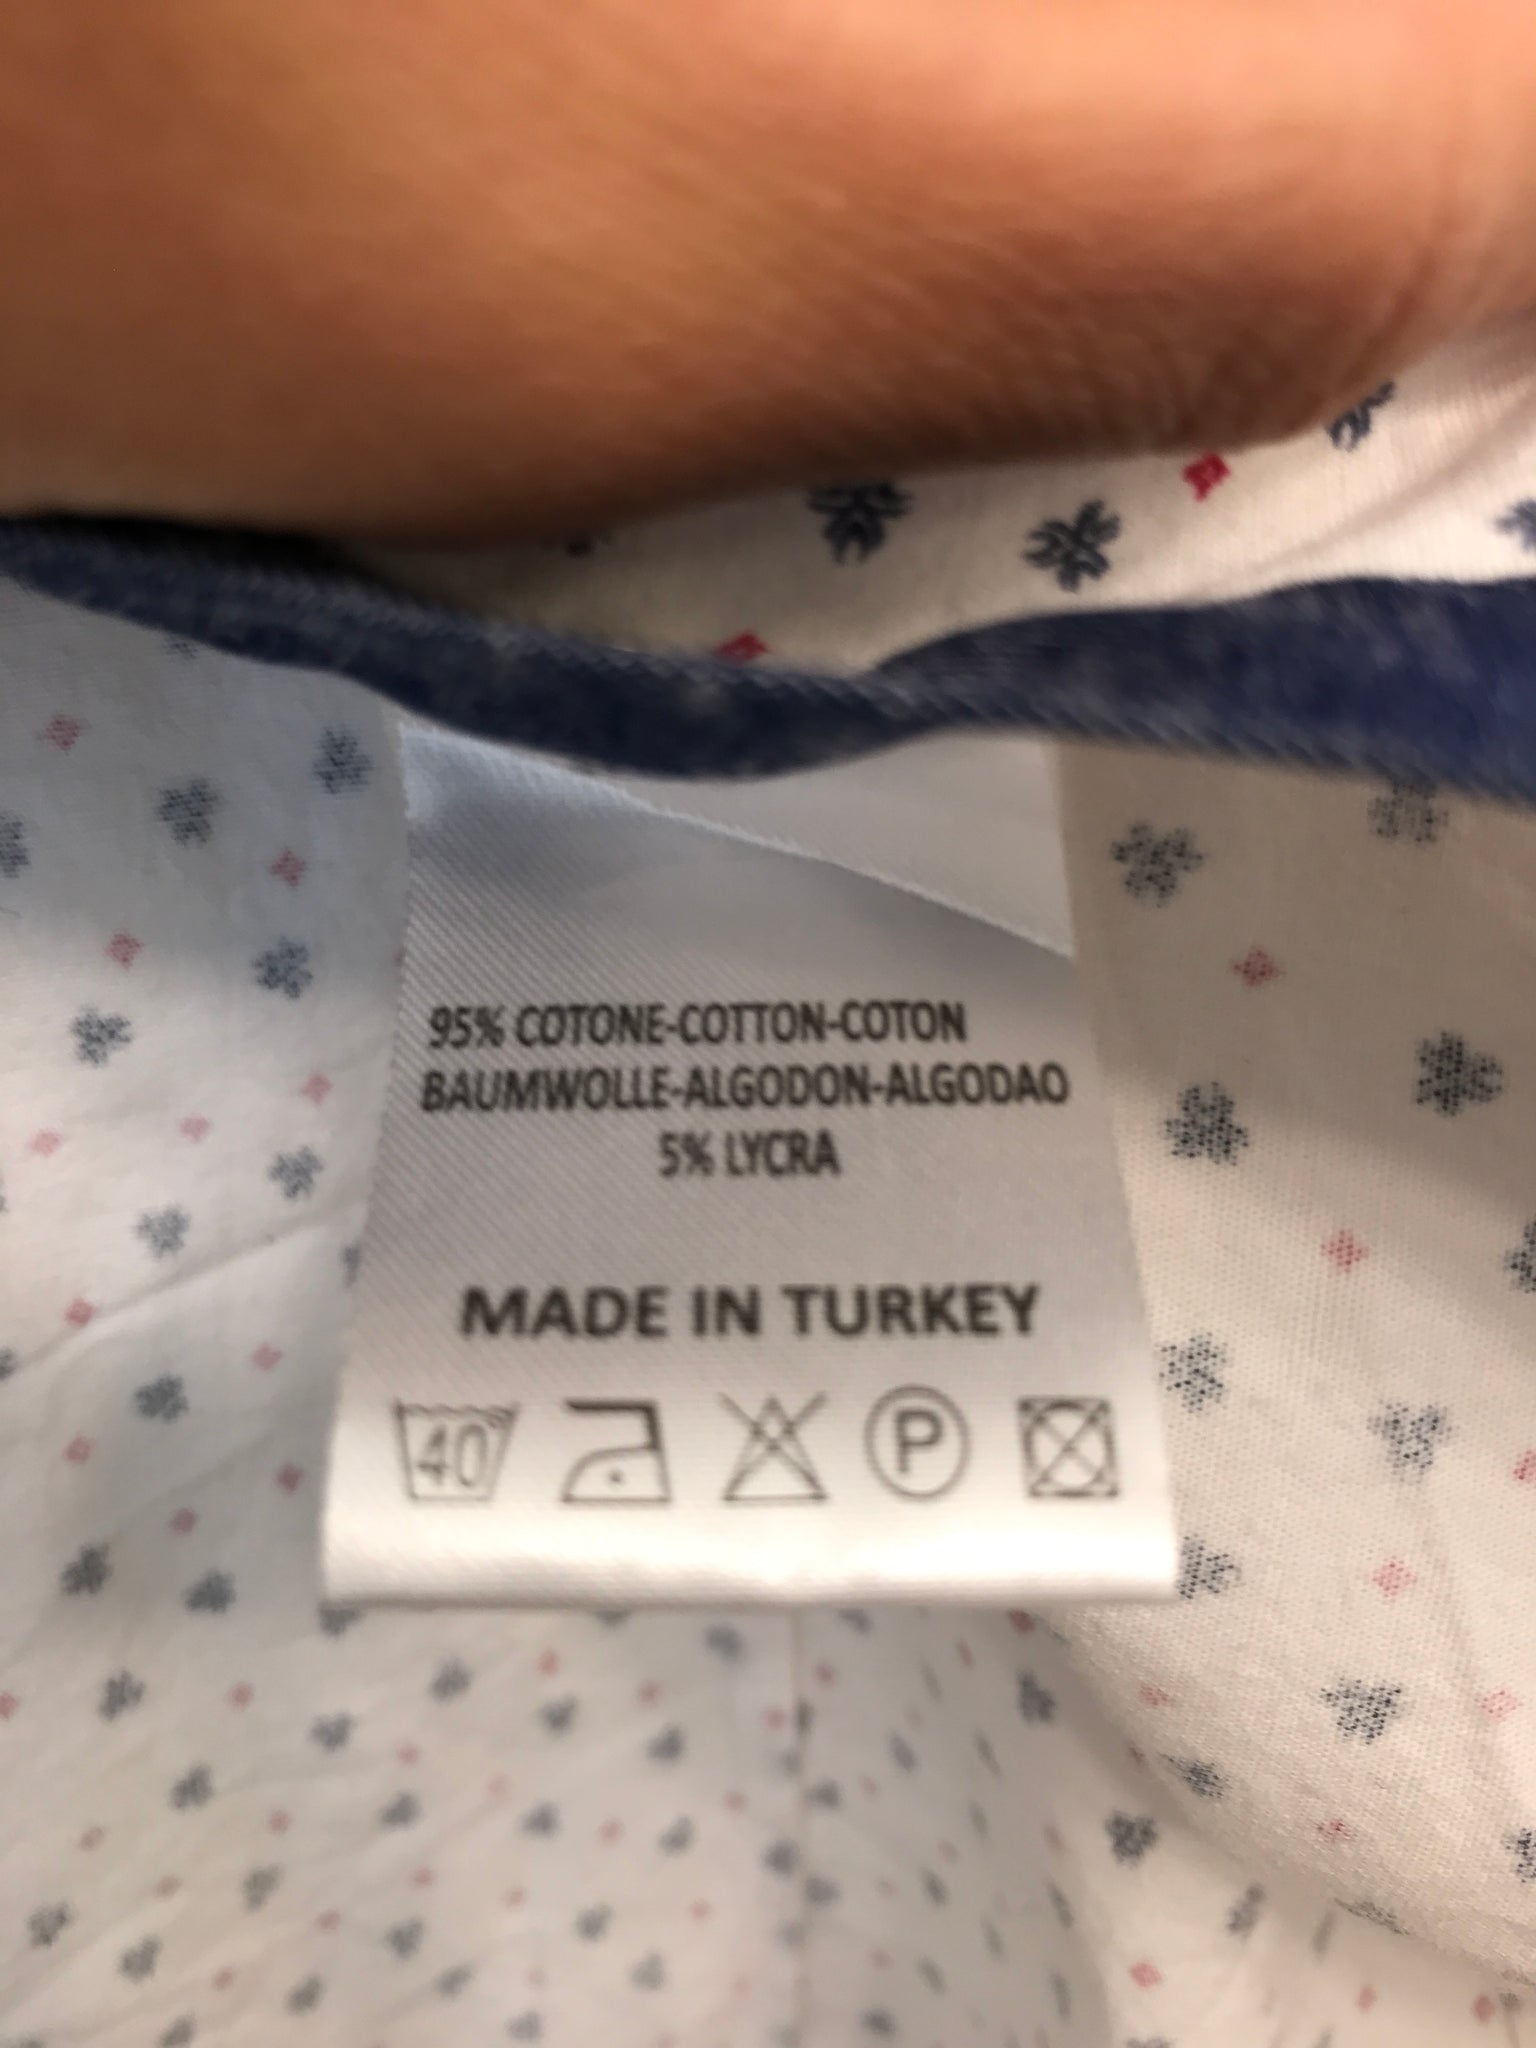 95% COTONE-COTTON-COTON
BAUMWOLLE-ALGODON-ALGODAO
5% LYCRA
MADE IN TURKEY
40 P